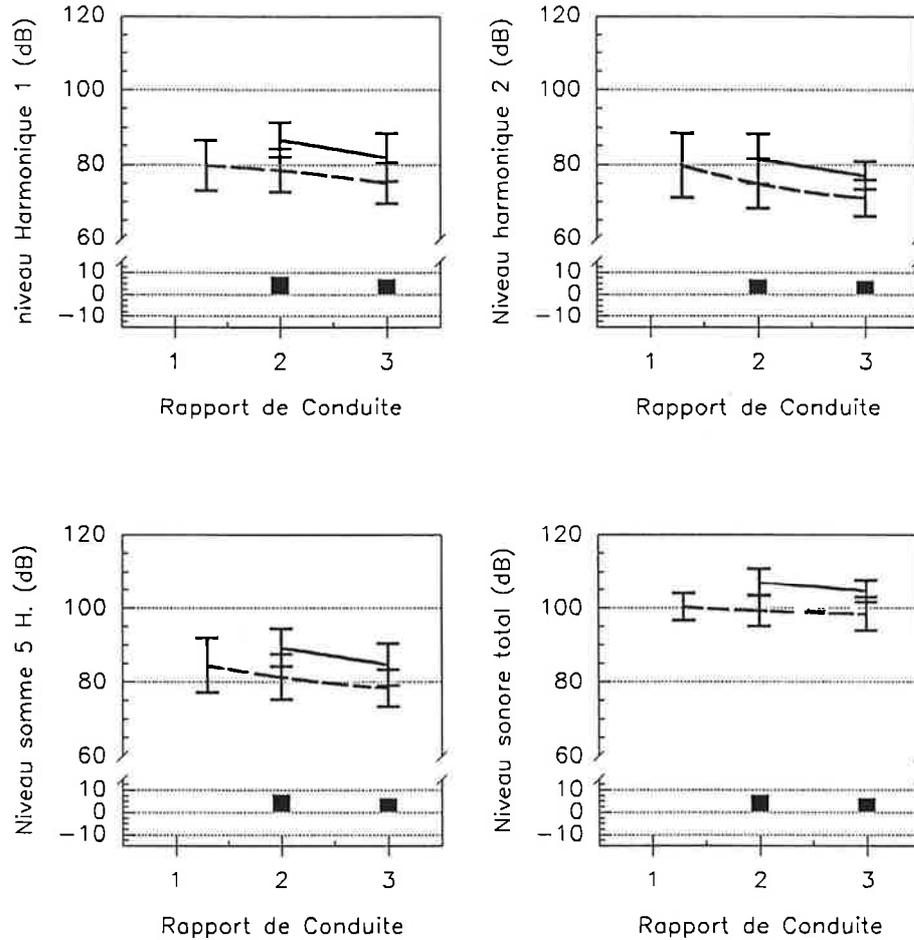 niveau Harmonique 1 (dB)
120
100
80
60
10
0
−10
1 2 3
Rapport de Conduite
Niveau harmonique 2 (dB)
120
100
80
60
10
0
−10
1 2 3
Rapport de Conduite
Niveau somme 5 H. (dB)
120
100
80
60
10
0
−10
1 2 3
Rapport de Conduite
Niveau sonore total (dB)
120
100
80
60
10
0
−10
1 2 3
Rapport de Conduite